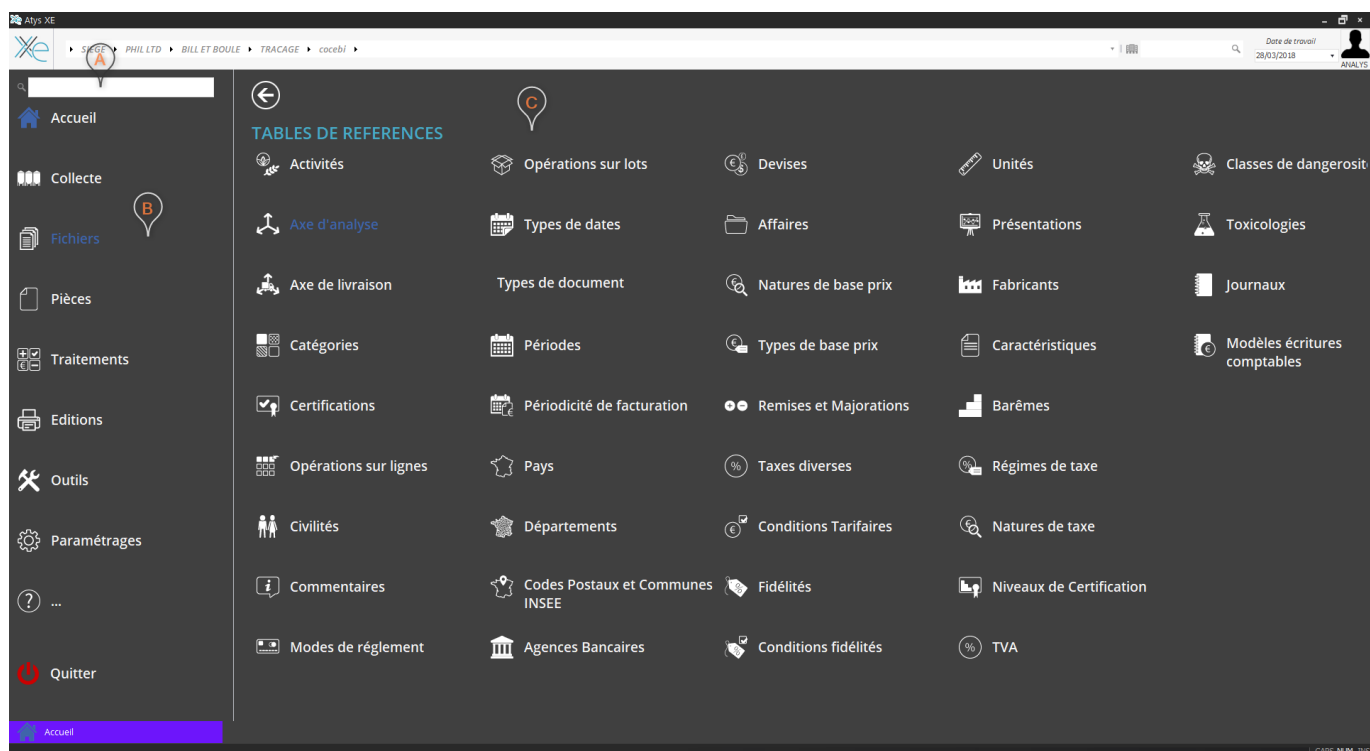 Atys XE
SIEGE PHIL LTD BILL ET BOULE TRACAGE cocebi
Date de travail
28/03/2018
ANALYS
A
Accueil
Collecte
B
Fichiers
Pièces
Traitements
Editions
Outils
Paramétrages
...
Quitter
Accueil
C
TABLES DE REFERENCES
Activités
Opérations sur lots
Devises
Unités
Classes de dangerosit
Axe d'analyse
Types de dates
Affaires
Présentations
Toxicologies
Axe de livraison
Types de document
Natures de base prix
Fabricants
Journaux
Catégories
Périodes
Types de base prix
Caractéristiques
Modèles écritures
comptables
Certifications
Périodicité de facturation
Remises et Majorations
Barêmes
Opérations sur lignes
Pays
Taxes diverses
Régimes de taxe
Civilités
Départements
Conditions Tarifaires
Natures de taxe
Commentaires
Codes Postaux et Communes
INSEE
Fidélités
Niveaux de Certification
Modes de réglement
Agences Bancaires
Conditions fidélités
TVA